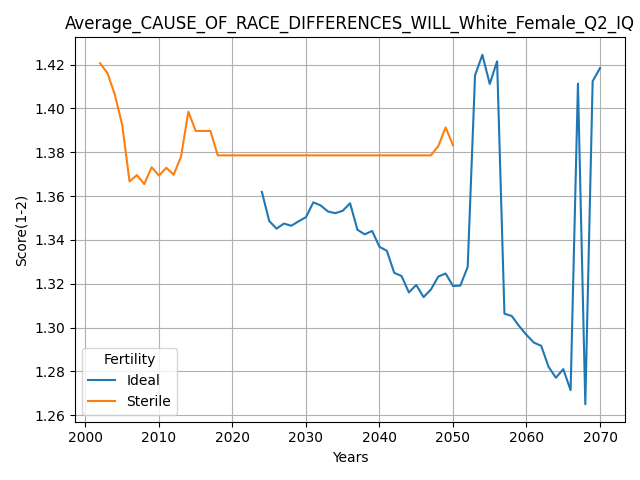 Average_CAUSE_OF_RACE_DIFFERENCES_WILL_White_Female_Q2_IQ
Score(1-2)
1.42
1.40
1.38
1.36
1.34
1.32
1.30
1.28
1.26
Fertility
Ideal
Sterile
2000 2010 2020 2030 2040 2050 2060 2070
Years